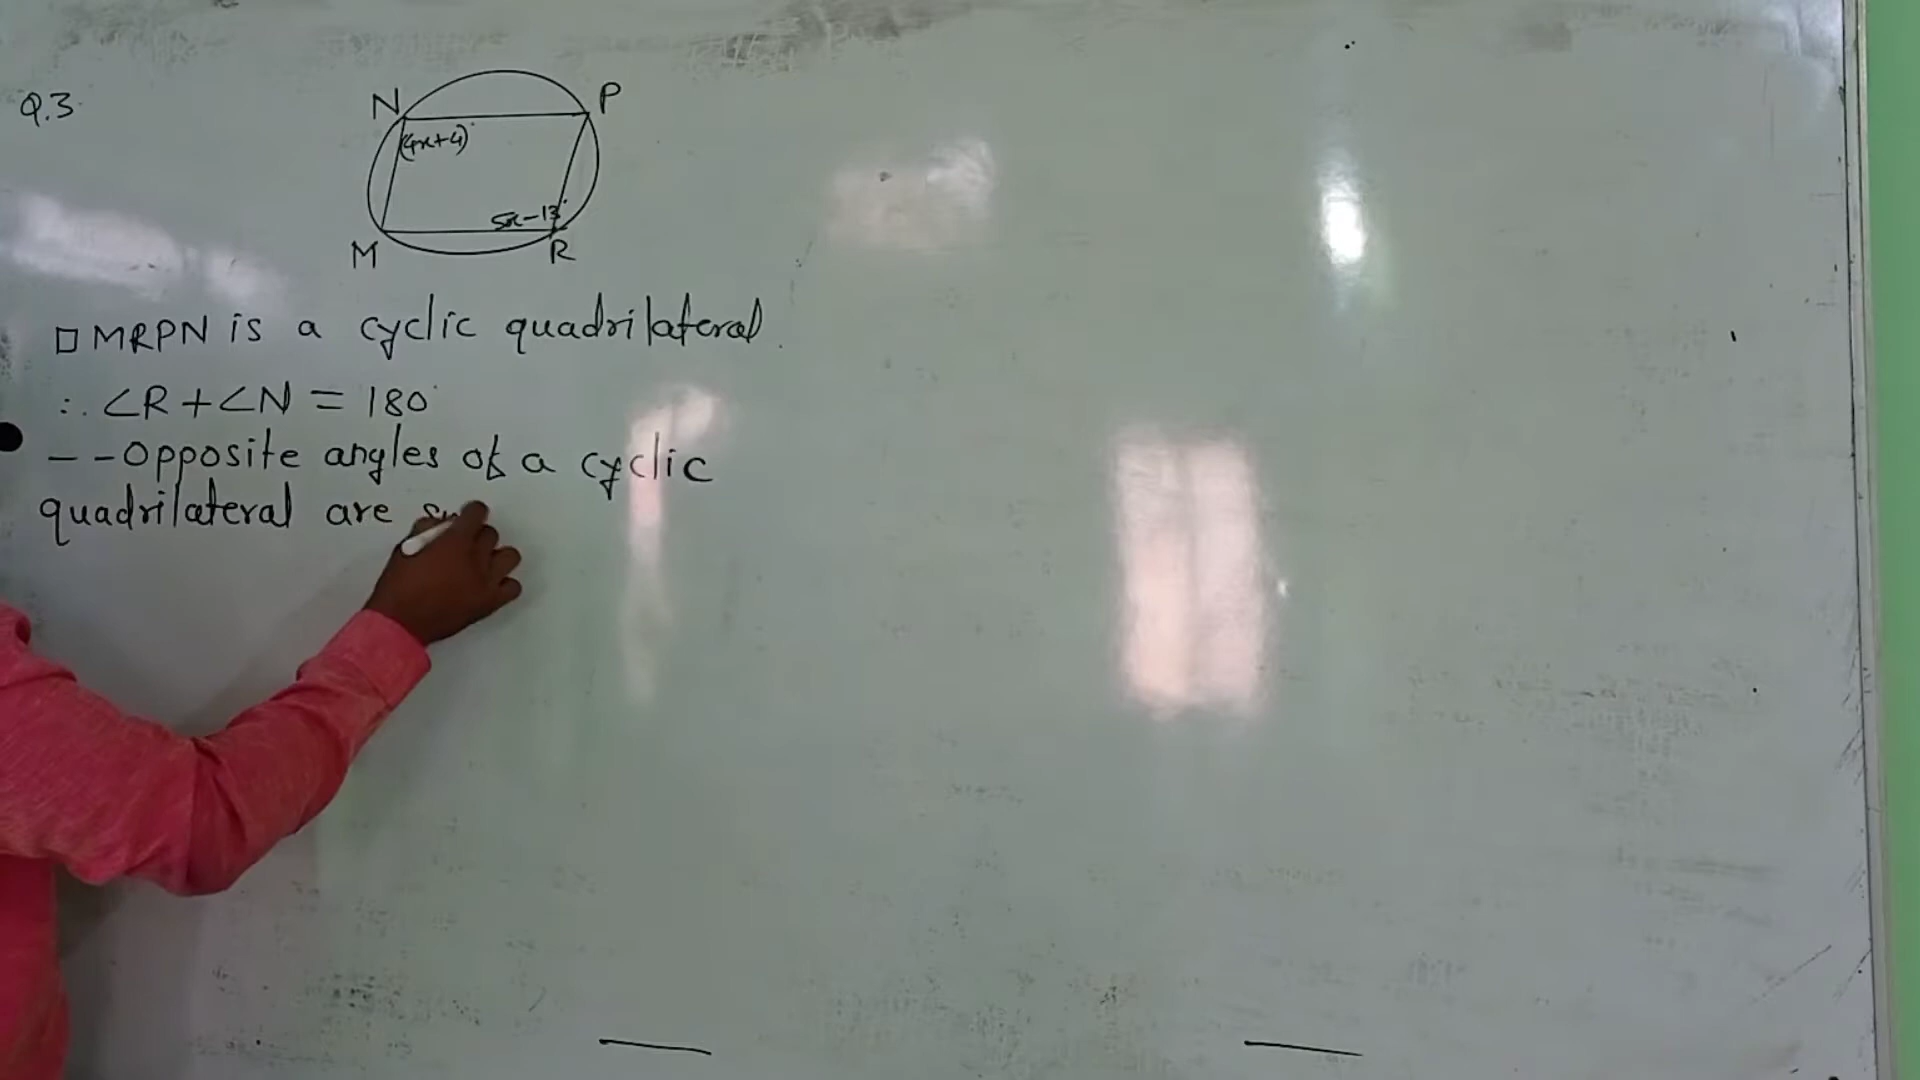 Q.3
N
P
(4x+4)°
5x-13°
M
R
□ MRPN is a cyclic quadrilateral.
∴ ∠R+∠N = 180°
--Opposite angles of a cyclic
quadrilateral are